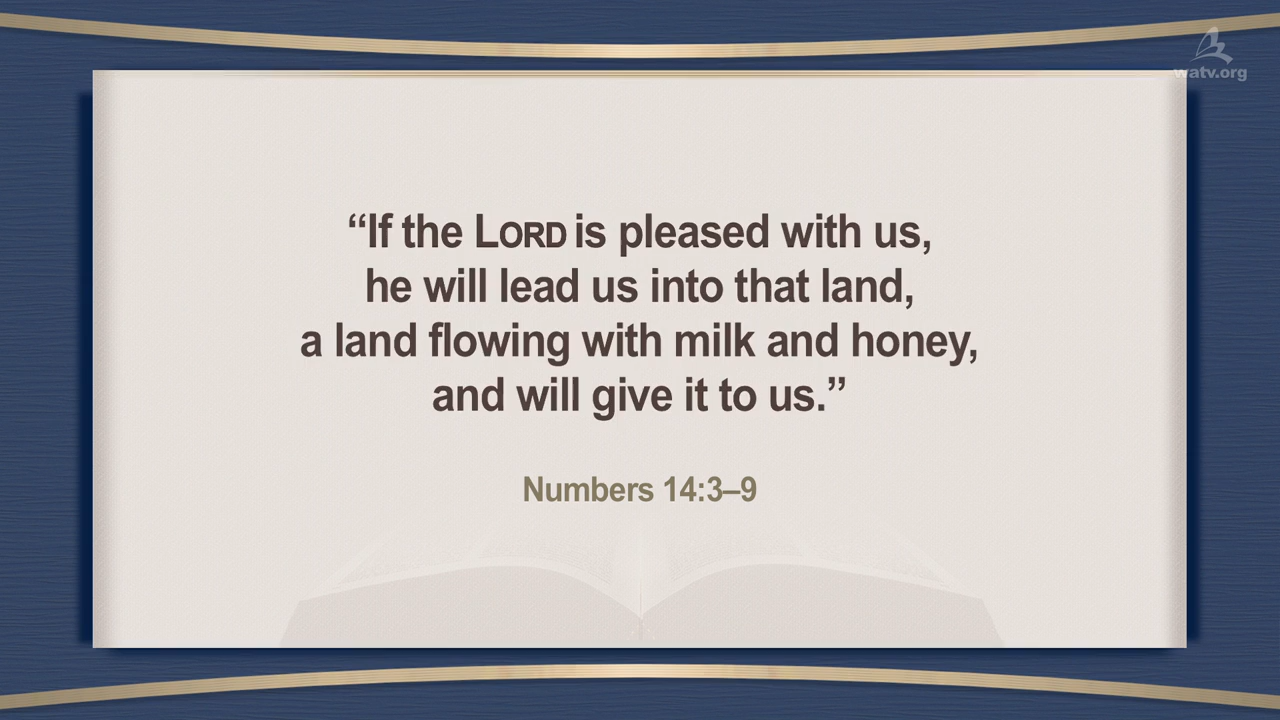 watv.org
“If the LORD is pleased with us,
he will lead us into that land,
a land flowing with milk and honey,
and will give it to us.”
Numbers 14:3–9